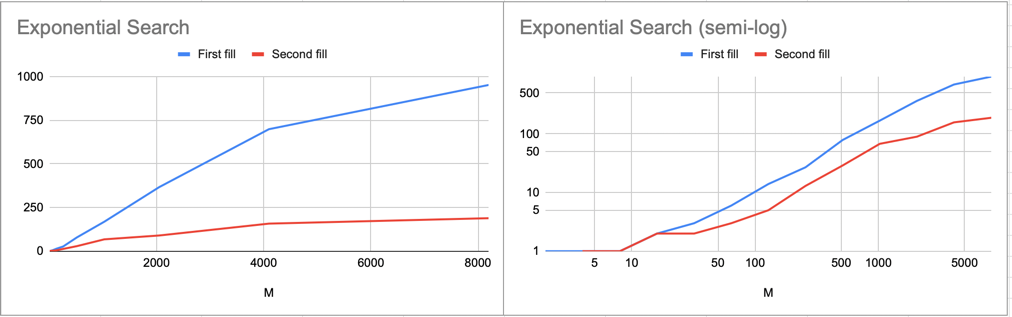 Exponential Search
First fill Second fill
1000
750
500
250
0
2000 4000 6000 8000
M
Exponential Search (semi-log)
First fill Second fill
500
100
50
10
5
1
5 10 50 100 500 1000 5000
M